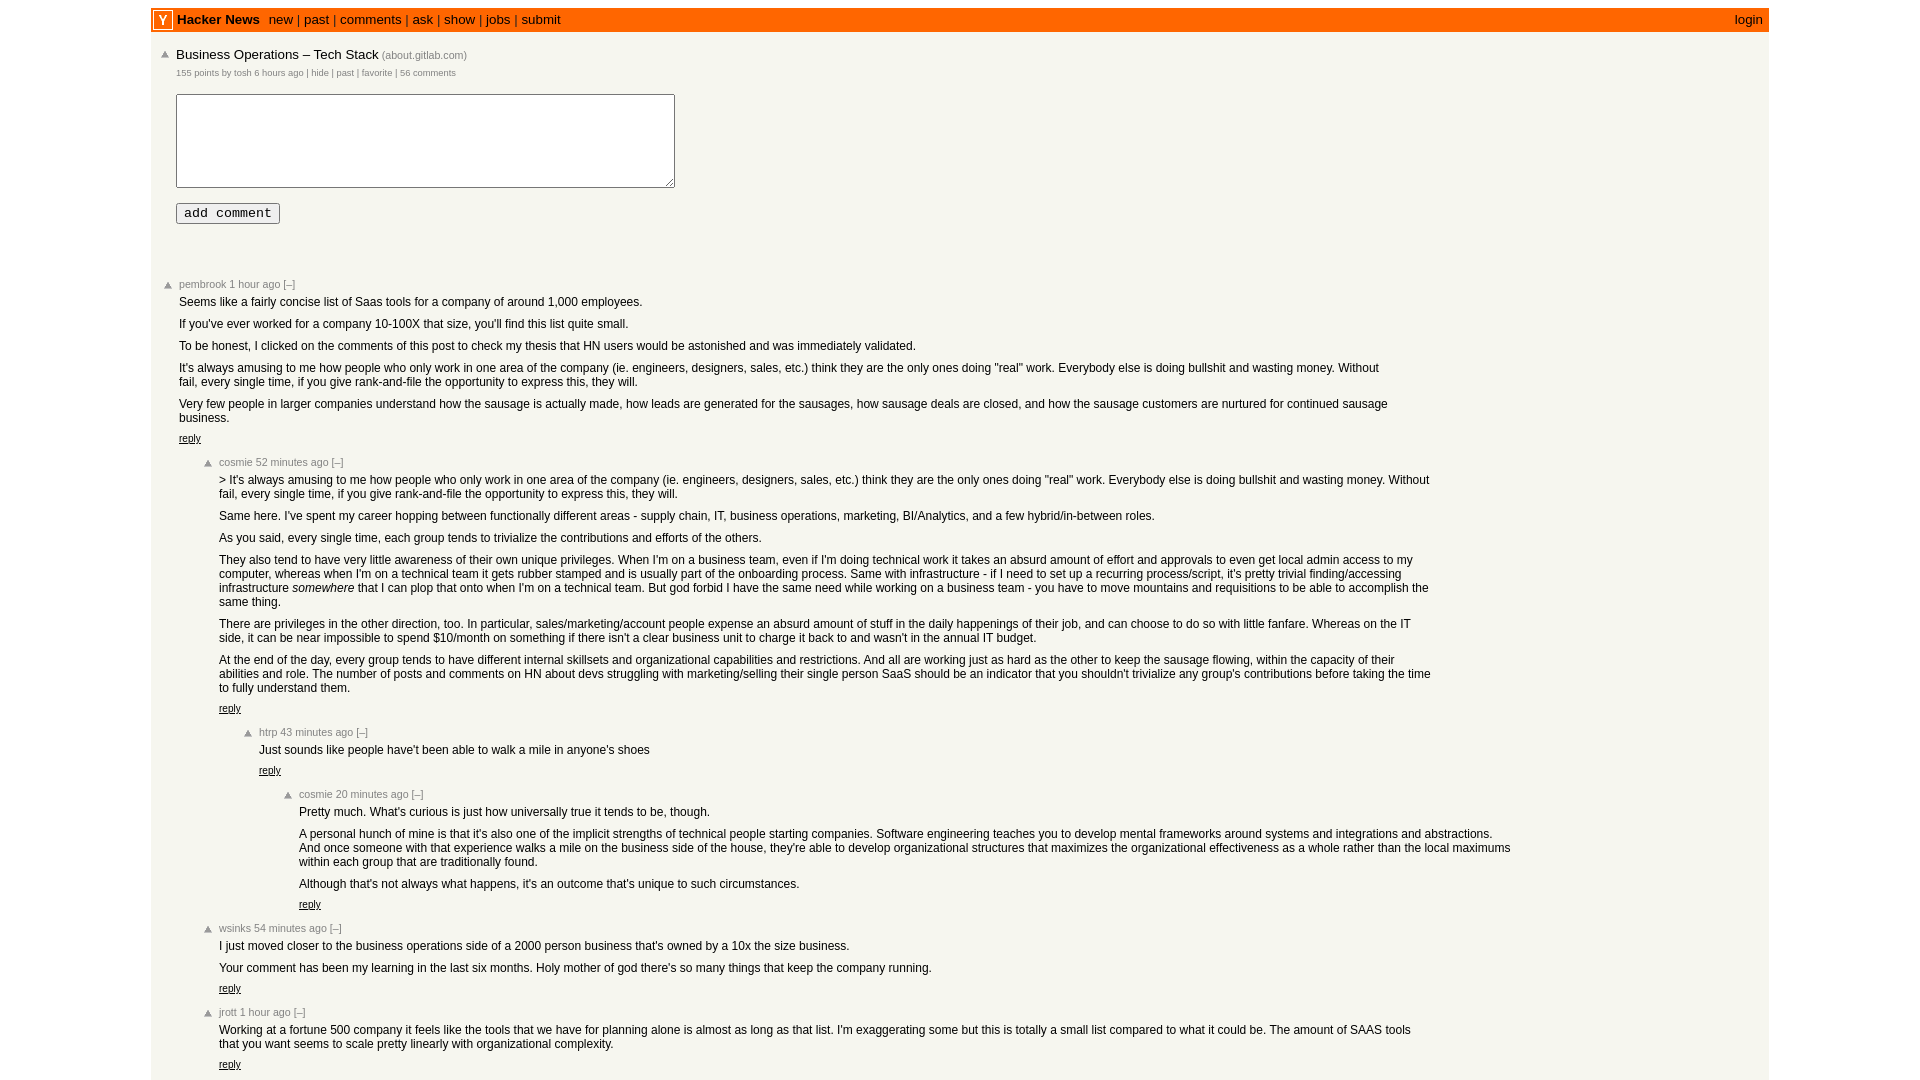 Y Hacker News new | past | comments | ask | show | jobs | submit login
Business Operations – Tech Stack (about.gitlab.com)
155 points by tosh 6 hours ago | hide | past | favorite | 56 comments
add comment
pembrook 1 hour ago [–]
Seems like a fairly concise list of Saas tools for a company of around 1,000 employees.
If you've ever worked for a company 10-100X that size, you'll find this list quite small.
To be honest, I clicked on the comments of this post to check my thesis that HN users would be astonished and was immediately validated.
It's always amusing to me how people who only work in one area of the company (ie. engineers, designers, sales, etc.) think they are the only ones doing "real" work. Everybody else is doing bullshit and wasting money. Without
fail, every single time, if you give rank-and-file the opportunity to express this, they will.
Very few people in larger companies understand how the sausage is actually made, how leads are generated for the sausages, how sausage deals are closed, and how the sausage customers are nurtured for continued sausage
business.
reply
cosmie 52 minutes ago [–]
> It's always amusing to me how people who only work in one area of the company (ie. engineers, designers, sales, etc.) think they are the only ones doing "real" work. Everybody else is doing bullshit and wasting money. Without
fail, every single time, if you give rank-and-file the opportunity to express this, they will.
Same here. I've spent my career hopping between functionally different areas - supply chain, IT, business operations, marketing, BI/Analytics, and a few hybrid/in-between roles.
As you said, every single time, each group tends to trivialize the contributions and efforts of the others.
They also tend to have very little awareness of their own unique privileges. When I'm on a business team, even if I'm doing technical work it takes an absurd amount of effort and approvals to even get local admin access to my
computer, whereas when I'm on a technical team it gets rubber stamped and is usually part of the onboarding process. Same with infrastructure - if I need to set up a recurring process/script, it's pretty trivial finding/accessing
infrastructure somewhere that I can plop that onto when I'm on a technical team. But god forbid I have the same need while working on a business team - you have to move mountains and requisitions to be able to accomplish the
same thing.
There are privileges in the other direction, too. In particular, sales/marketing/account people expense an absurd amount of stuff in the daily happenings of their job, and can choose to do so with little fanfare. Whereas on the IT
side, it can be near impossible to spend $10/month on something if there isn't a clear business unit to charge it back to and wasn't in the annual IT budget.
At the end of the day, every group tends to have different internal skillsets and organizational capabilities and restrictions. And all are working just as hard as the other to keep the sausage flowing, within the capacity of their
abilities and role. The number of posts and comments on HN about devs struggling with marketing/selling their single person SaaS should be an indicator that you shouldn't trivialize any group's contributions before taking the time
to fully understand them.
reply
htrp 43 minutes ago [–]
Just sounds like people have't been able to walk a mile in anyone's shoes
reply
cosmie 20 minutes ago [–]
Pretty much. What's curious is just how universally true it tends to be, though.
A personal hunch of mine is that it's also one of the implicit strengths of technical people starting companies. Software engineering teaches you to develop mental frameworks around systems and integrations and abstractions.
And once someone with that experience walks a mile on the business side of the house, they're able to develop organizational structures that maximizes the organizational effectiveness as a whole rather than the local maximums
within each group that are traditionally found.
Although that's not always what happens, it's an outcome that's unique to such circumstances.
reply
wsinks 54 minutes ago [–]
I just moved closer to the business operations side of a 2000 person business that's owned by a 10x the size business.
Your comment has been my learning in the last six months. Holy mother of god there's so many things that keep the company running.
reply
jrott 1 hour ago [–]
Working at a fortune 500 company it feels like the tools that we have for planning alone is almost as long as that list. I'm exaggerating some but this is totally a small list compared to what it could be. The amount of SAAS tools
that you want seems to scale pretty linearly with organizational complexity.
reply